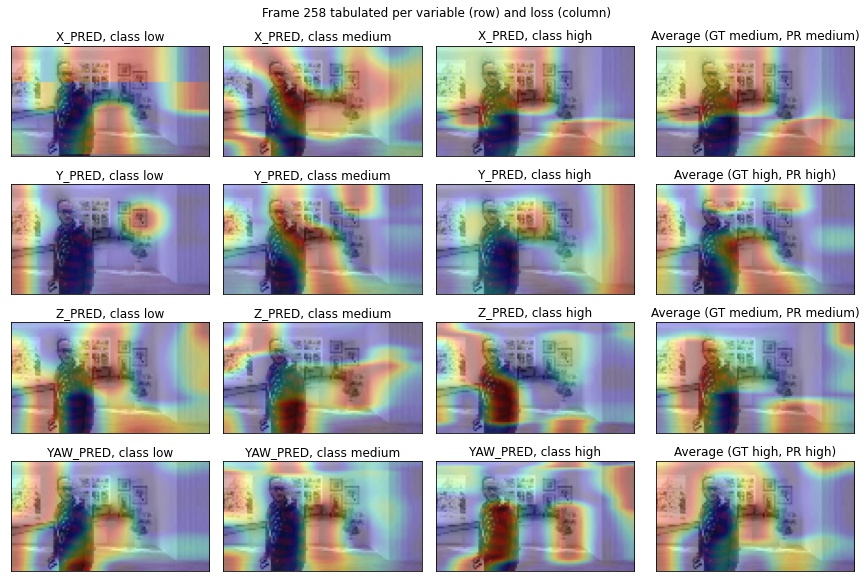 Frame 258 tabulated per variable (row) and loss (column)
X_PRED, class low
X_PRED, class medium
X_PRED, class high
Average (GT medium, PR medium)
Y_PRED, class low
Y_PRED, class medium
Y_PRED, class high
Average (GT high, PR high)
Z_PRED, class low
Z_PRED, class medium
Z_PRED, class high
Average (GT medium, PR medium)
YAW_PRED, class low
YAW_PRED, class medium
YAW_PRED, class high
Average (GT high, PR high)